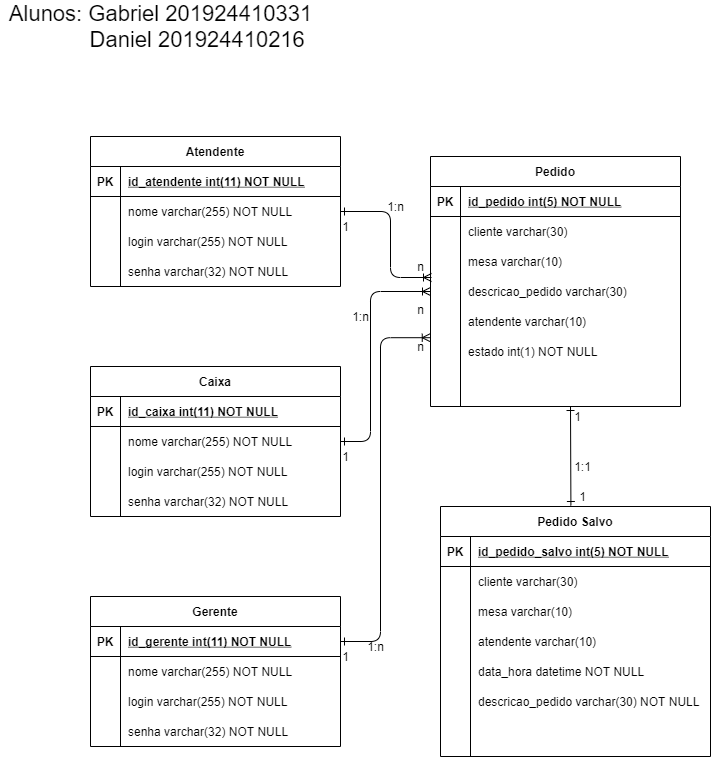 Alunos: Gabriel 201924410331
Daniel 201924410216
Atendente
PK id_atendente int(11) NOT NULL
nome varchar(255) NOT NULL
login varchar(255) NOT NULL
senha varchar(32) NOT NULL
1
1:n
n
Pedido
PK id_pedido int(5) NOT NULL
cliente varchar(30)
mesa varchar(10)
descricao_pedido varchar(30)
atendente varchar(10)
estado int(1) NOT NULL
Caixa
PK id_caixa int(11) NOT NULL
nome varchar(255) NOT NULL
login varchar(255) NOT NULL
senha varchar(32) NOT NULL
1
1:n
n
Gerente
PK id_gerente int(11) NOT NULL
nome varchar(255) NOT NULL
login varchar(255) NOT NULL
senha varchar(32) NOT NULL
1
1:n
n
1
1:1
1
Pedido Salvo
PK id_pedido_salvo int(5) NOT NULL
cliente varchar(30)
mesa varchar(10)
atendente varchar(10)
data_hora datetime NOT NULL
descricao_pedido varchar(30) NOT NULL